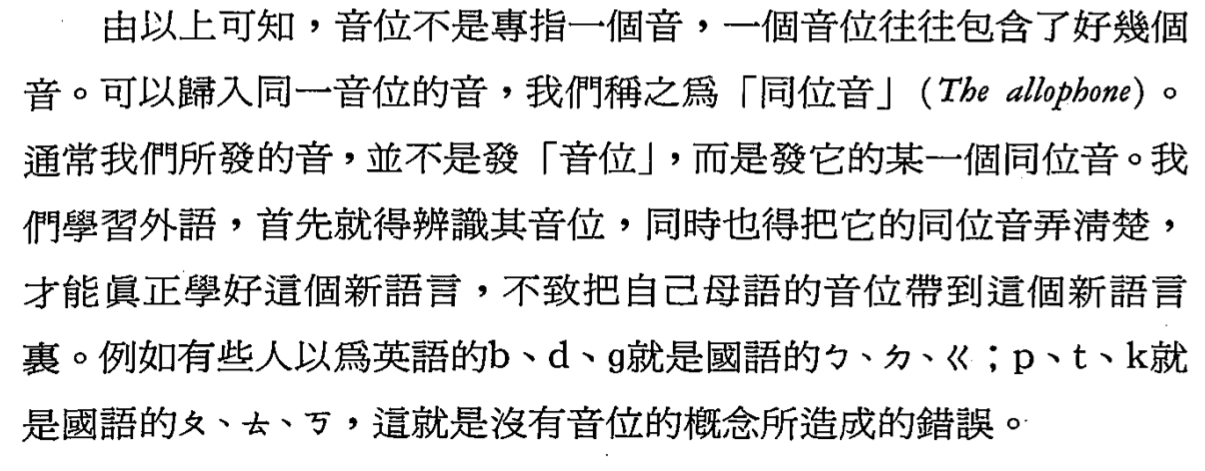 由以上可知，音位不是專指一個音，一個音位往往包含了好幾個
音。可以歸入同一音位的音，我們稱之爲「同位音」(The allophone)。
通常我們所發的音，並不是發「音位」，而是發它的某一個同位音。我
們學習外語，首先就得辨識其音位，同時也得把它的同位音弄淸楚，
才能眞正學好這個新語言，不致把自己母語的音位帶到這個新語言
裏。例如有些人以爲英語的b、d、g就是國語的ㄅ、ㄉ、ㄍ；p、t、k就
是國語的ㄆ、ㄊ、ㄎ，這就是沒有音位的概念所造成的錯誤。